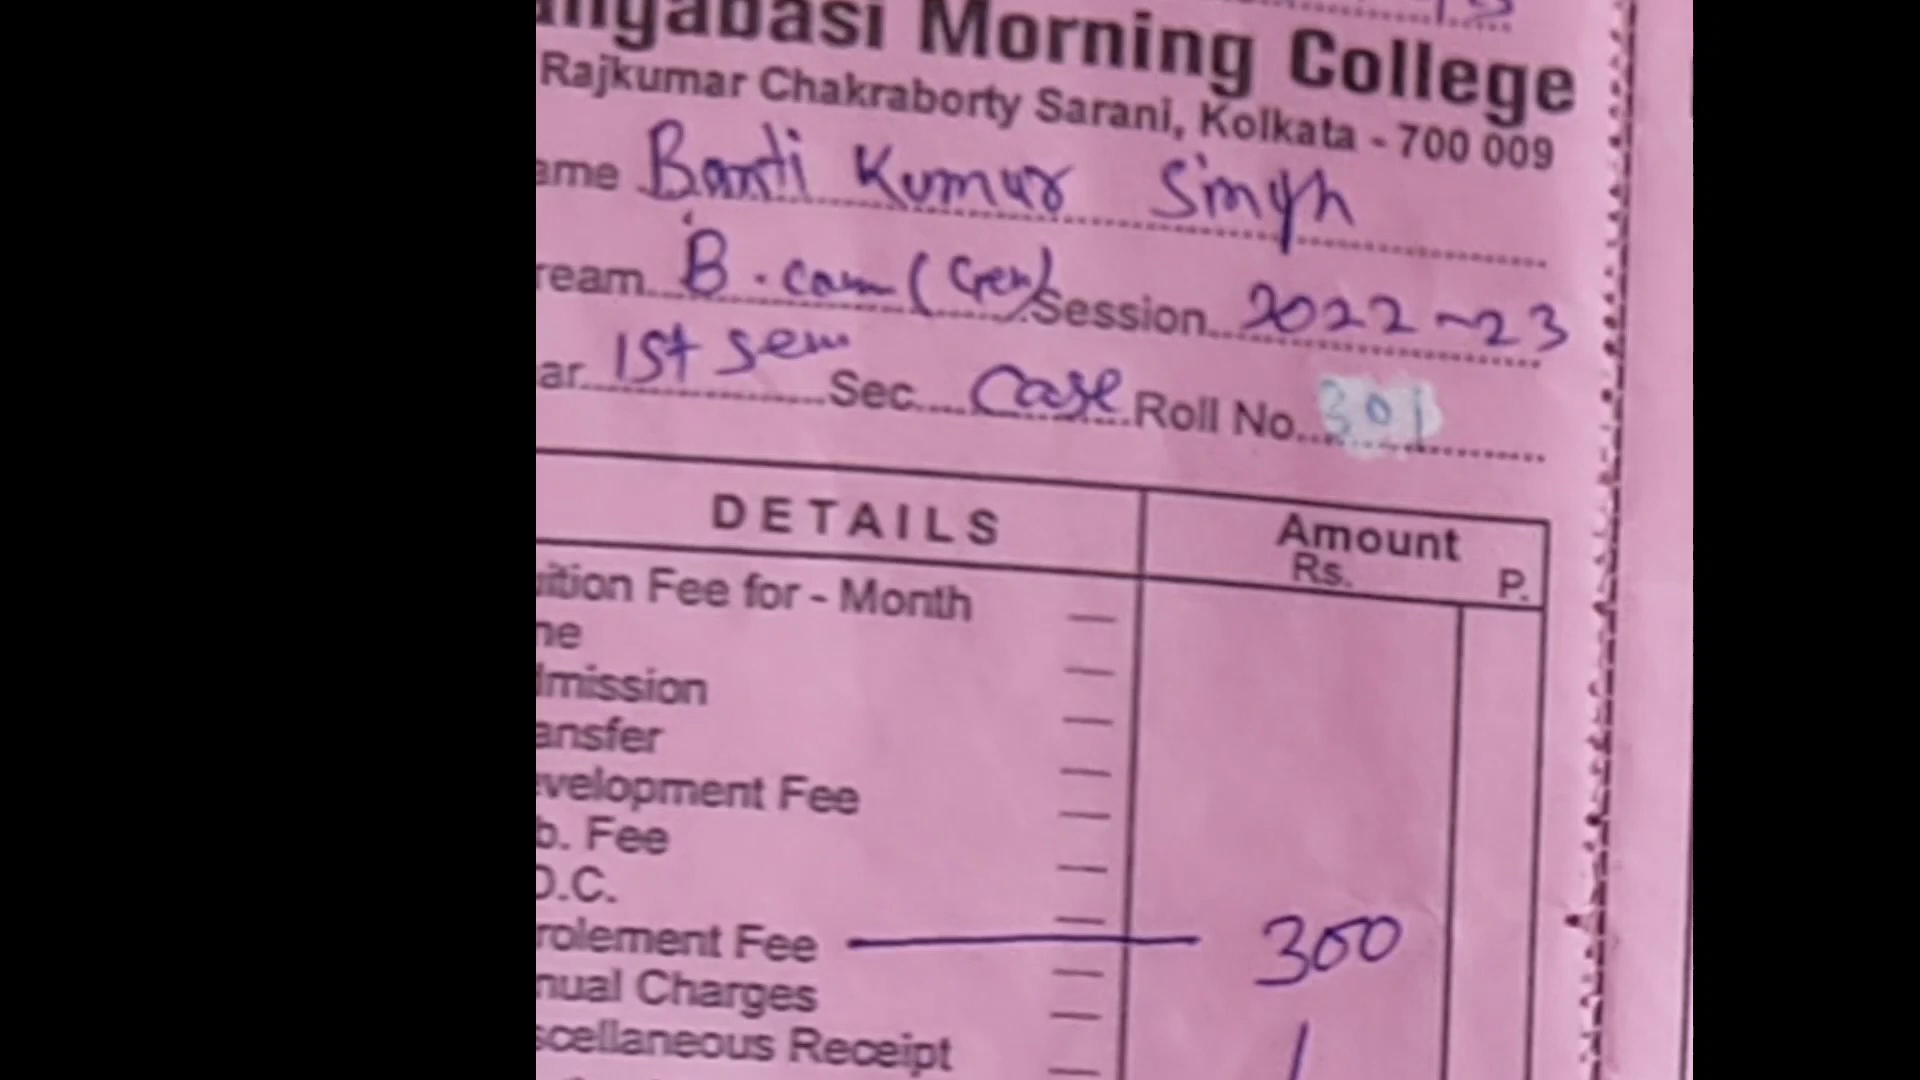 ngabasi Morning College
Rajkumar Chakraborty Sarani, Kolkata - 700 009
ame Banti Kumar Singh
ream B.com (Gen) Session 2022-23
ar 1st sem Sec Case Roll No. 301
DETAILS Amount
Rs. P.
uition Fee for - Month —
ne —
dmission —
ansfer —
evelopment Fee —
b. Fee —
D.C. —
rolement Fee — 300
nual Charges —
scellaneous Receipt —